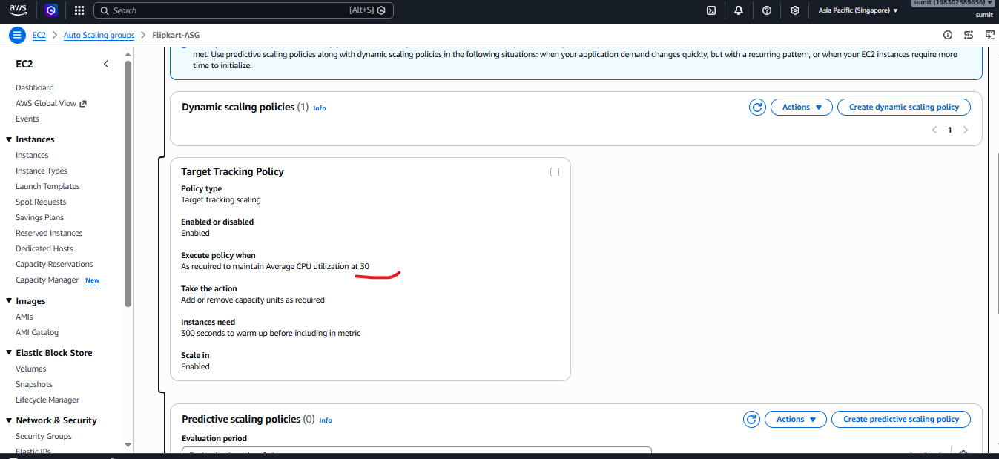 aws
Search
[Alt+S]
Asia Pacific (Singapore)
sumit (198302589656)
sumit
EC2
Auto Scaling groups
Flipkart-ASG
EC2
Dashboard
AWS Global View
Events
Instances
Instances
Instance Types
Launch Templates
Spot Requests
Savings Plans
Reserved Instances
Dedicated Hosts
Capacity Reservations
Capacity Manager New
Images
AMIs
AMI Catalog
Elastic Block Store
Volumes
Snapshots
Lifecycle Manager
Network & Security
Security Groups
Elastic IPs
met. Use predictive scaling policies along with dynamic scaling policies in the following situations: when your application demand changes quickly, but with a recurring pattern, or when your EC2 instances require more
time to initialize.
Dynamic scaling policies (1) Info
Actions
Create dynamic scaling policy
1
Target Tracking Policy
Policy type
Target tracking scaling
Enabled or disabled
Enabled
Execute policy when
As required to maintain Average CPU utilization at 30
Take the action
Add or remove capacity units as required
Instances need
300 seconds to warm up before including in metric
Scale in
Enabled
Predictive scaling policies (0) Info
Actions
Create predictive scaling policy
Evaluation period